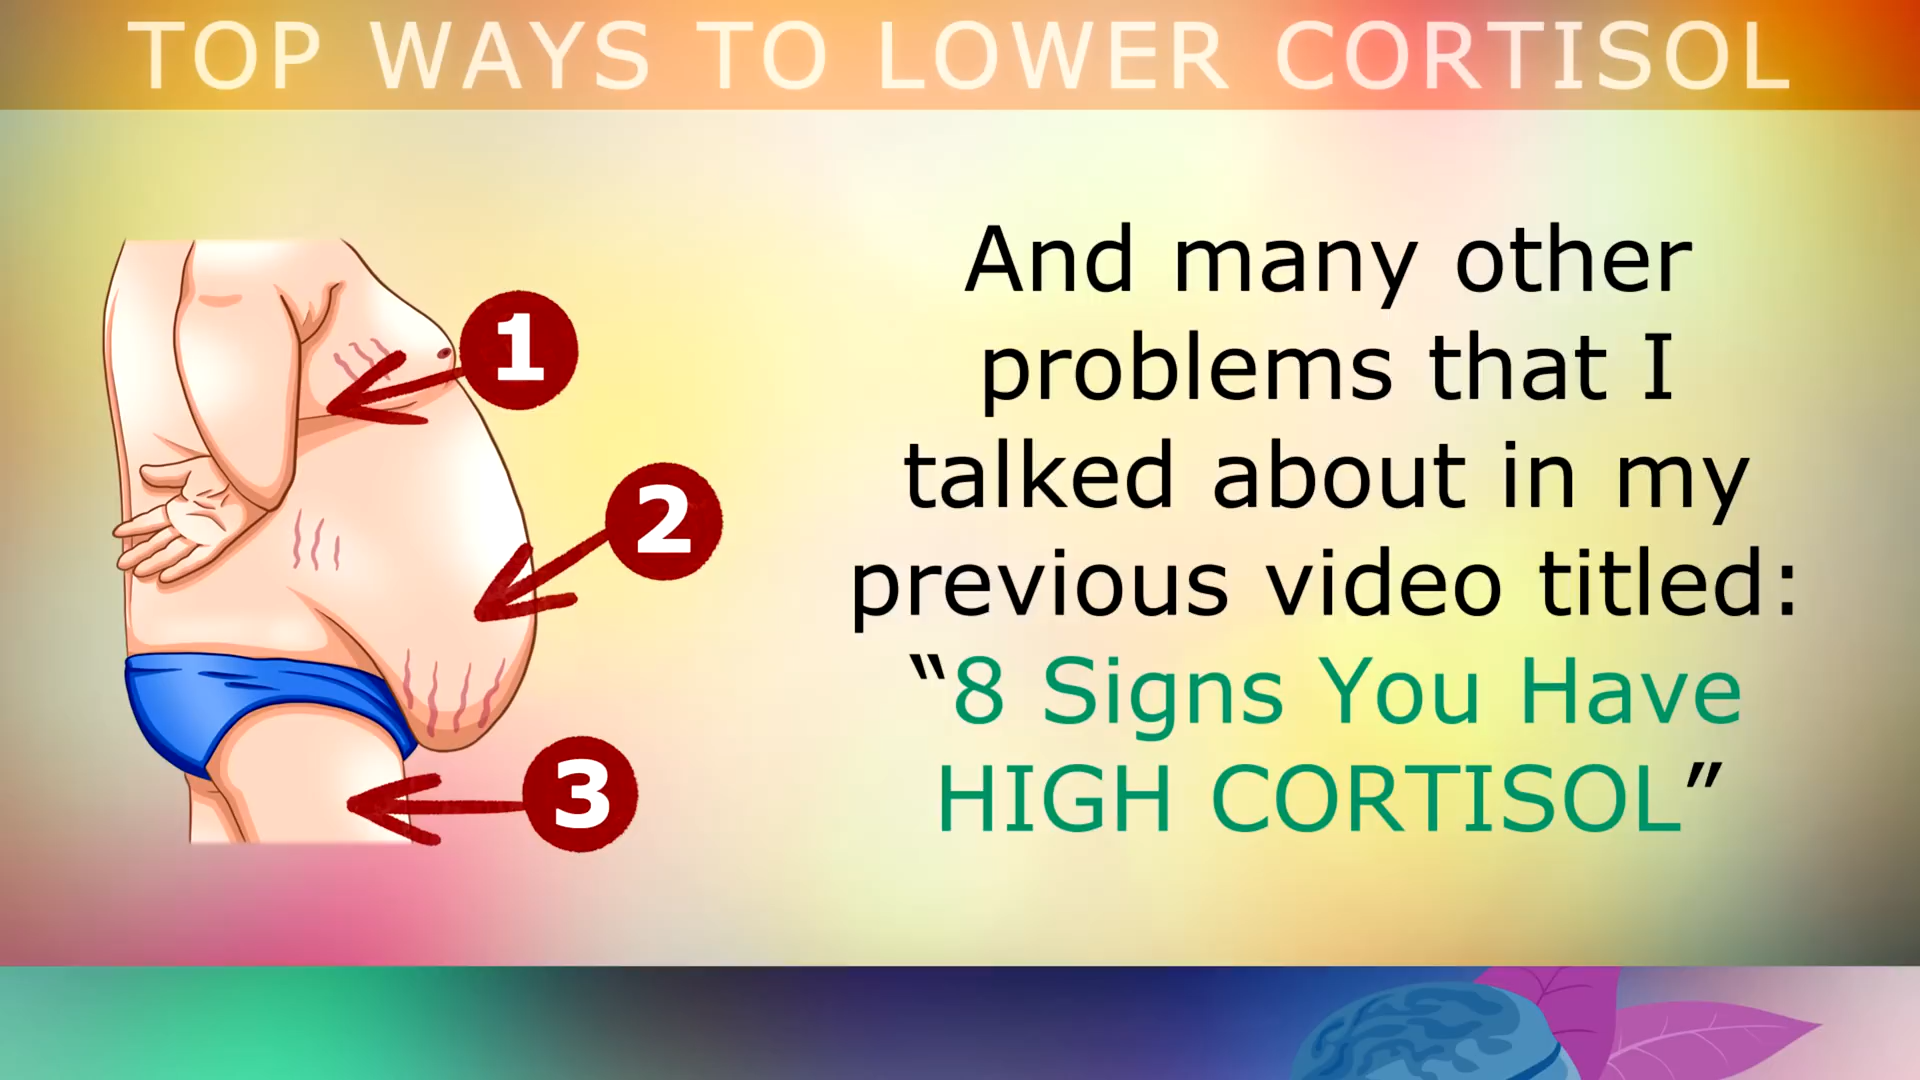 TOP WAYS TO LOWER CORTISOL
1
2
3
And many other
problems that I
talked about in my
previous video titled:
“8 Signs You Have
HIGH CORTISOL”